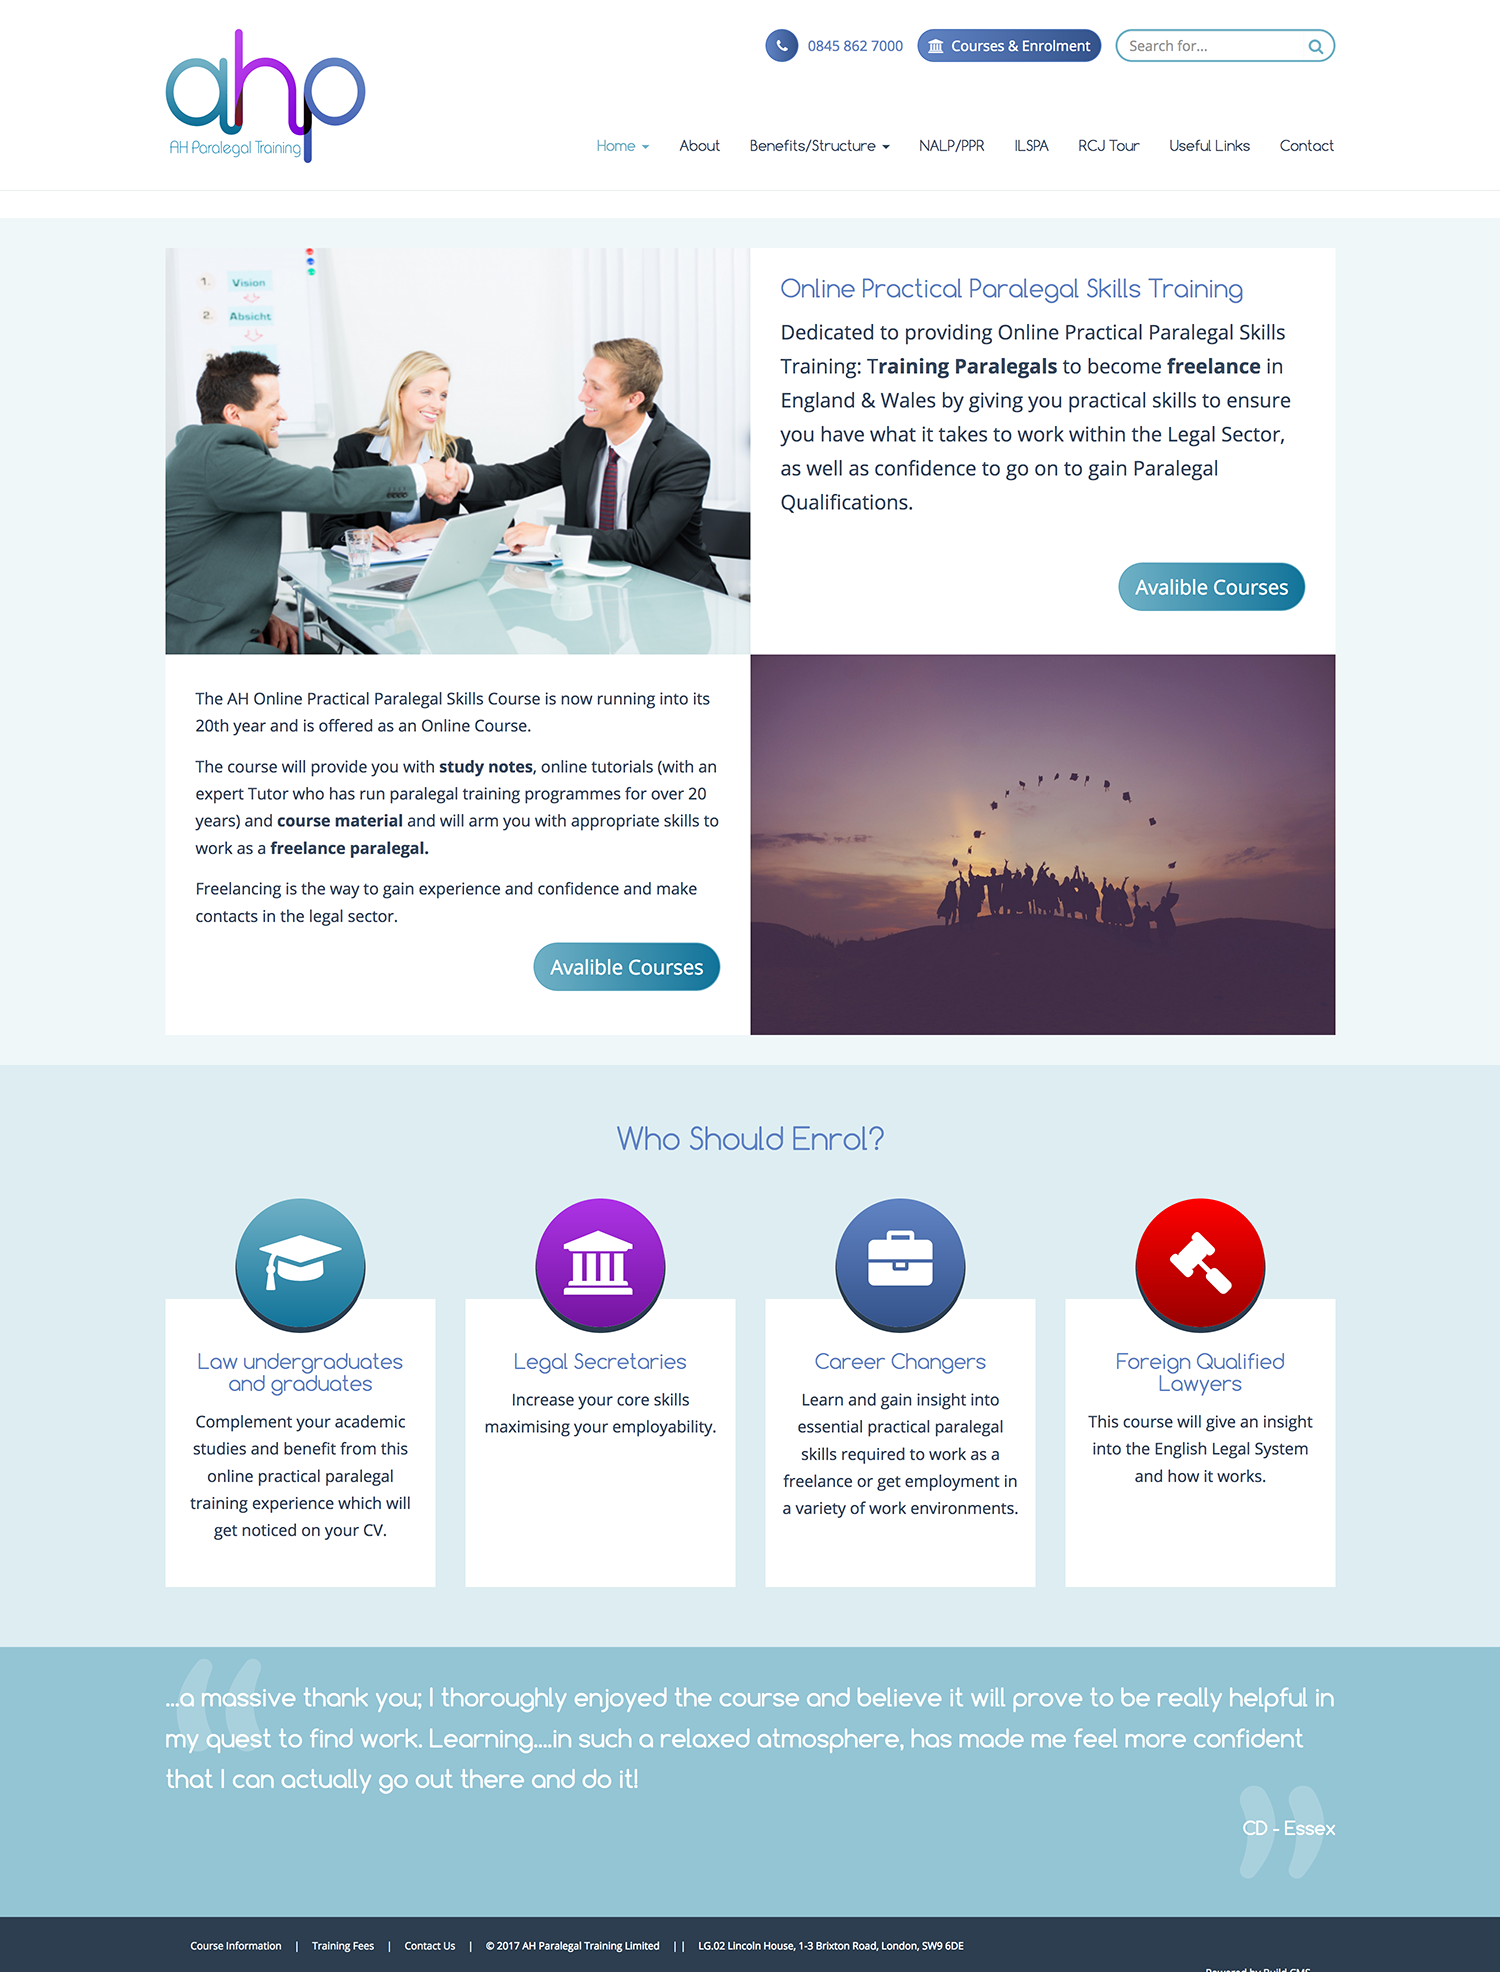 ahp
AH Paralegal Training
0845 862 7000
Courses & Enrolment
Search for...
Home
About
Benefits/Structure
NALP/PPR
ILSPA
RCJ Tour
Useful Links
Contact
1. Vision
2. Absicht
Online Practical Paralegal Skills Training
Dedicated to providing Online Practical Paralegal Skills
Training: Training Paralegals to become freelance in
England & Wales by giving you practical skills to ensure
you have what it takes to work within the Legal Sector,
as well as confidence to go on to gain Paralegal
Qualifications.
Avalible Courses
The AH Online Practical Paralegal Skills Course is now running into its
20th year and is offered as an Online Course.
The course will provide you with study notes, online tutorials (with an
expert Tutor who has run paralegal training programmes for over 20
years) and course material and will arm you with appropriate skills to
work as a freelance paralegal.
Freelancing is the way to gain experience and confidence and make
contacts in the legal sector.
Avalible Courses
Who Should Enrol?
Law undergraduates
and graduates
Complement your academic
studies and benefit from this
online practical paralegal
training experience which will
get noticed on your CV.
Legal Secretaries
Increase your core skills
maximising your employability.
Career Changers
Learn and gain insight into
essential practical paralegal
skills required to work as a
freelance or get employment in
a variety of work environments.
Foreign Qualified
Lawyers
This course will give an insight
into the English Legal System
and how it works.
...a massive thank you; I thoroughly enjoyed the course and believe it will prove to be really helpful in
my quest to find work. Learning....in such a relaxed atmosphere, has made me feel more confident
that I can actually go out there and do it!
CD - Essex
Course Information | Training Fees | Contact Us | © 2017 AH Paralegal Training Limited | | LG.02 Lincoln House, 1-3 Brixton Road, London, SW9 6DE
Powered by Build CMS